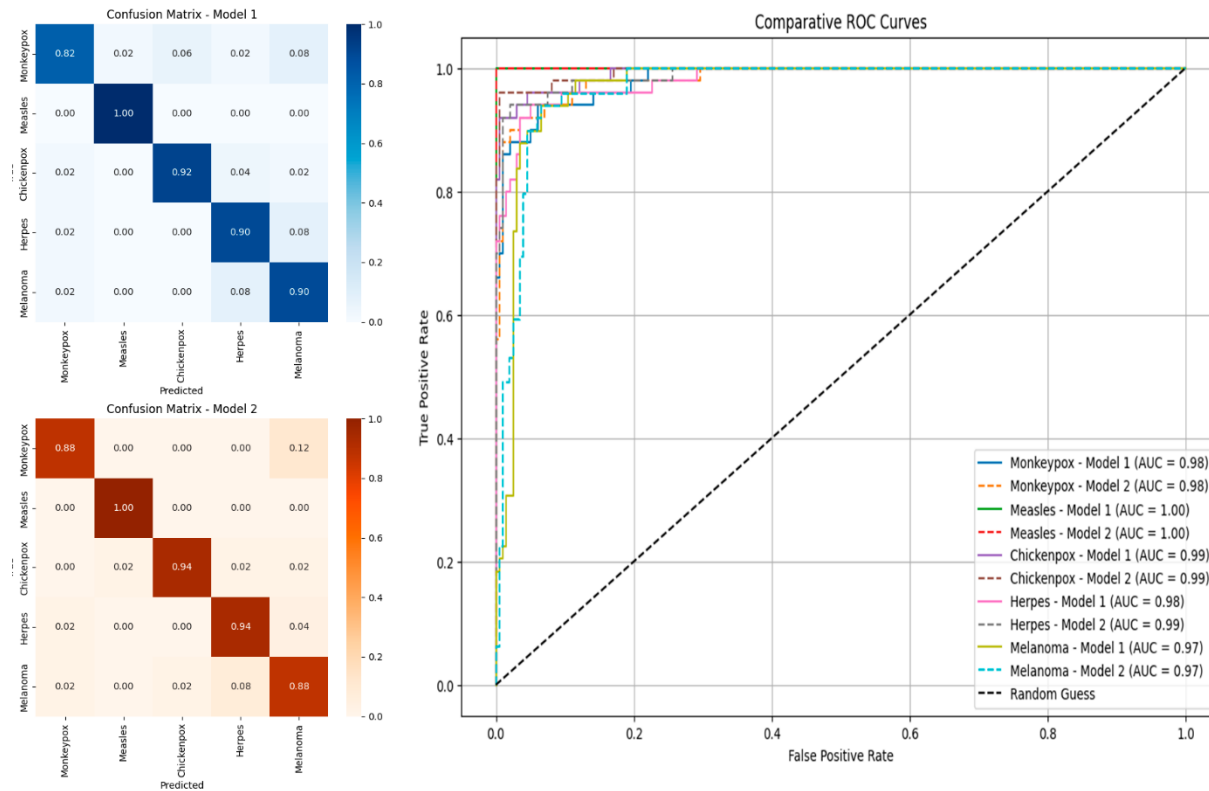 Confusion Matrix - Model 1
Monkeypox 0.82 0.02 0.06 0.02 0.08
Measles 0.00 1.00 0.00 0.00 0.00
Chickenpox 0.02 0.00 0.92 0.04 0.02
Herpes 0.02 0.00 0.00 0.90 0.08
Melanoma 0.02 0.00 0.00 0.08 0.90
Monkeypox Measles Chickenpox Herpes Melanoma
Predicted
1.0
0.8
0.6
0.4
0.2
0.0
Confusion Matrix - Model 2
Monkeypox 0.88 0.00 0.00 0.00 0.12
Measles 0.00 1.00 0.00 0.00 0.00
Chickenpox 0.00 0.02 0.94 0.02 0.02
Herpes 0.02 0.00 0.00 0.94 0.04
Melanoma 0.02 0.00 0.02 0.08 0.88
Monkeypox Measles Chickenpox Herpes Melanoma
Predicted
1.0
0.8
0.6
0.4
0.2
0.0
Comparative ROC Curves
True Positive Rate
1.0
0.8
0.6
0.4
0.2
0.0
0.0 0.2 0.4 0.6 0.8 1.0
False Positive Rate
Monkeypox - Model 1 (AUC = 0.98)
Monkeypox - Model 2 (AUC = 0.98)
Measles - Model 1 (AUC = 1.00)
Measles - Model 2 (AUC = 1.00)
Chickenpox - Model 1 (AUC = 0.99)
Chickenpox - Model 2 (AUC = 0.99)
Herpes - Model 1 (AUC = 0.98)
Herpes - Model 2 (AUC = 0.99)
Melanoma - Model 1 (AUC = 0.97)
Melanoma - Model 2 (AUC = 0.97)
Random Guess